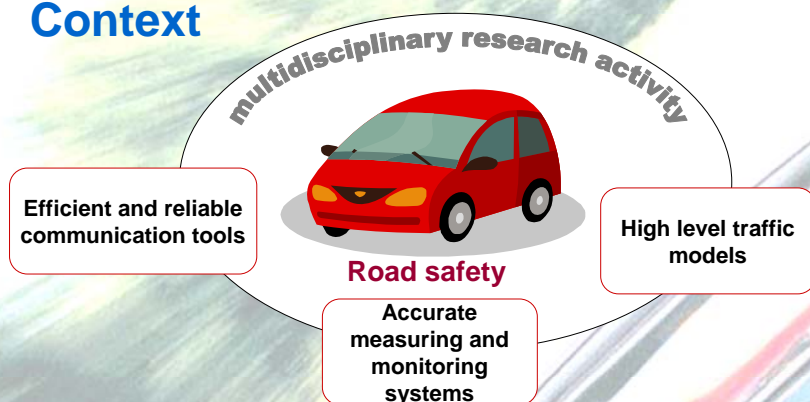 Context
multidisciplinary research activity
Efficient and reliable
communication tools
High level traffic
models
Road safety
Accurate
measuring and
monitoring
systems